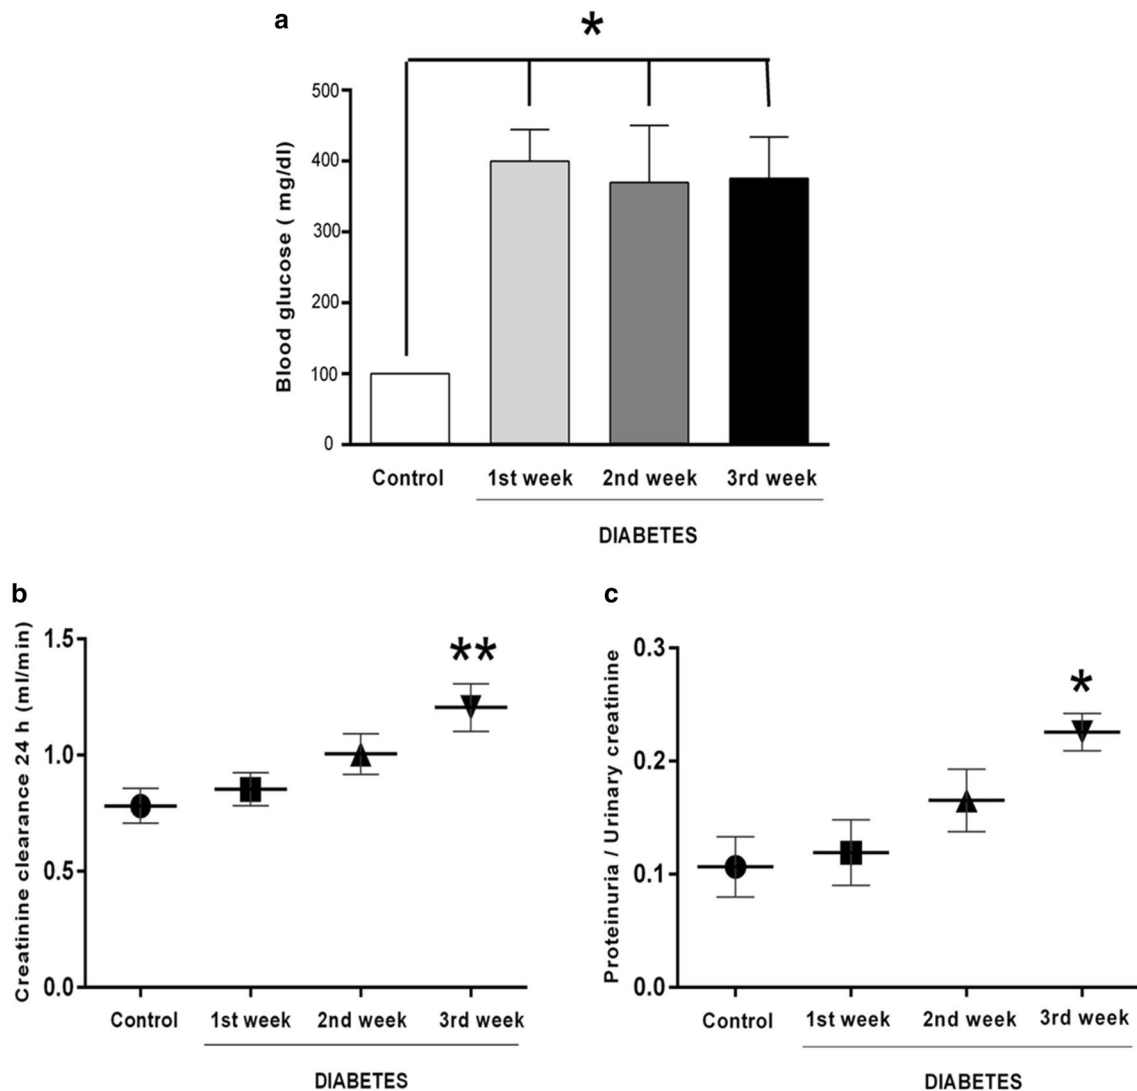 a
*
Blood glucose ( mg/dl)
500
400
300
200
100
0
Control 1st week 2nd week 3rd week
DIABETES
b
Creatinine clearance 24 h (ml/min)
1.5
1.0
0.5
0.0
**
Control 1st week 2nd week 3rd week
DIABETES
c
Proteinuria / Urinary creatinine
0.3
0.2
0.1
0.0
*
Control 1st week 2nd week 3rd week
DIABETES